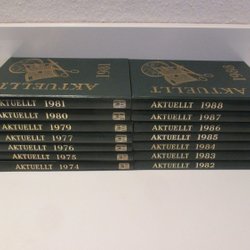 1981
AKTUELLT
1988
AKTUELLT
AKTUELLT 1981
AKTUELLT 1980
AKTUELLT 1979
AKTUELLT 1977
AKTUELLT 1976
AKTUELLT 1975
AKTUELLT 1974
AKTUELLT 1988
AKTUELLT 1987
AKTUELLT 1986
AKTUELLT 1985
AKTUELLT 1984
AKTUELLT 1983
AKTUELLT 1982